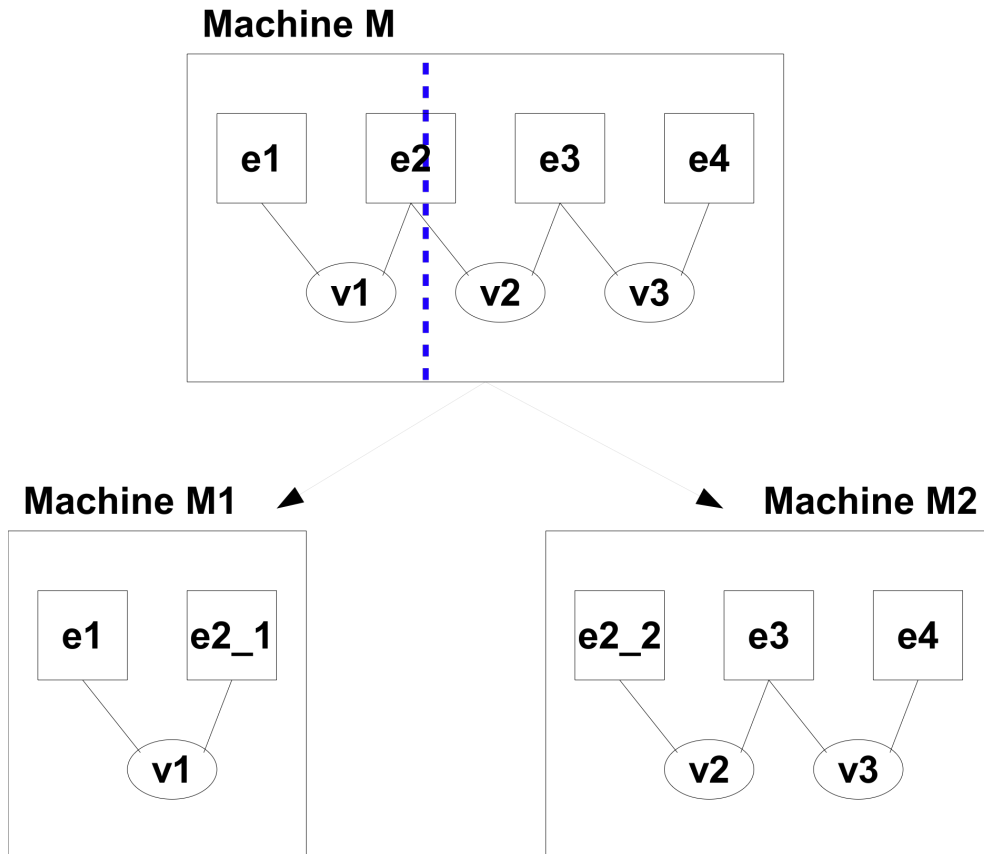 Machine M
e1 e2 e3 e4
v1 v2 v3
Machine M1 Machine M2
e1 e2_1 e2_2 e3 e4
v1 v2 v3